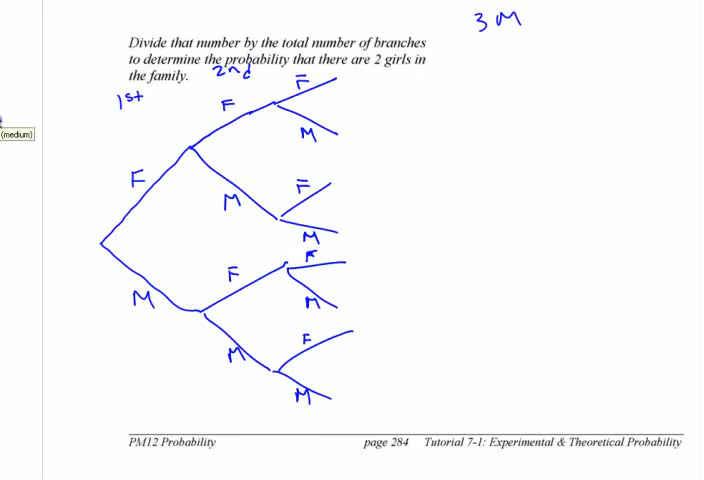 3 M
Divide that number by the total number of branches
to determine the probability that there are 2 girls in
the family.
1st
2nd
F
F
M
F
M
F
M
F
M
F
M
F
M
M
(medium)
PM12 Probability page 284 Tutorial 7-1: Experimental & Theoretical Probability